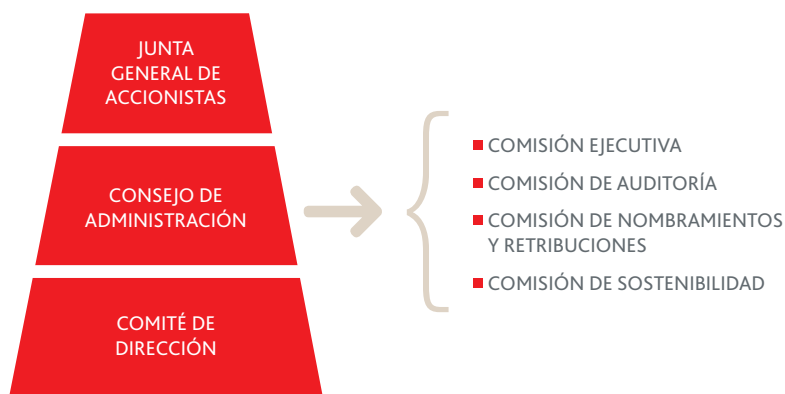 JUNTA
GENERAL DE
ACCIONISTAS
CONSEJO DE
ADMINISTRACIÓN
COMITÉ DE
DIRECCIÓN
COMISIÓN EJECUTIVA
COMISIÓN DE AUDITORÍA
COMISIÓN DE NOMBRAMIENTOS
Y RETRIBUCIONES
COMISIÓN DE SOSTENIBILIDAD